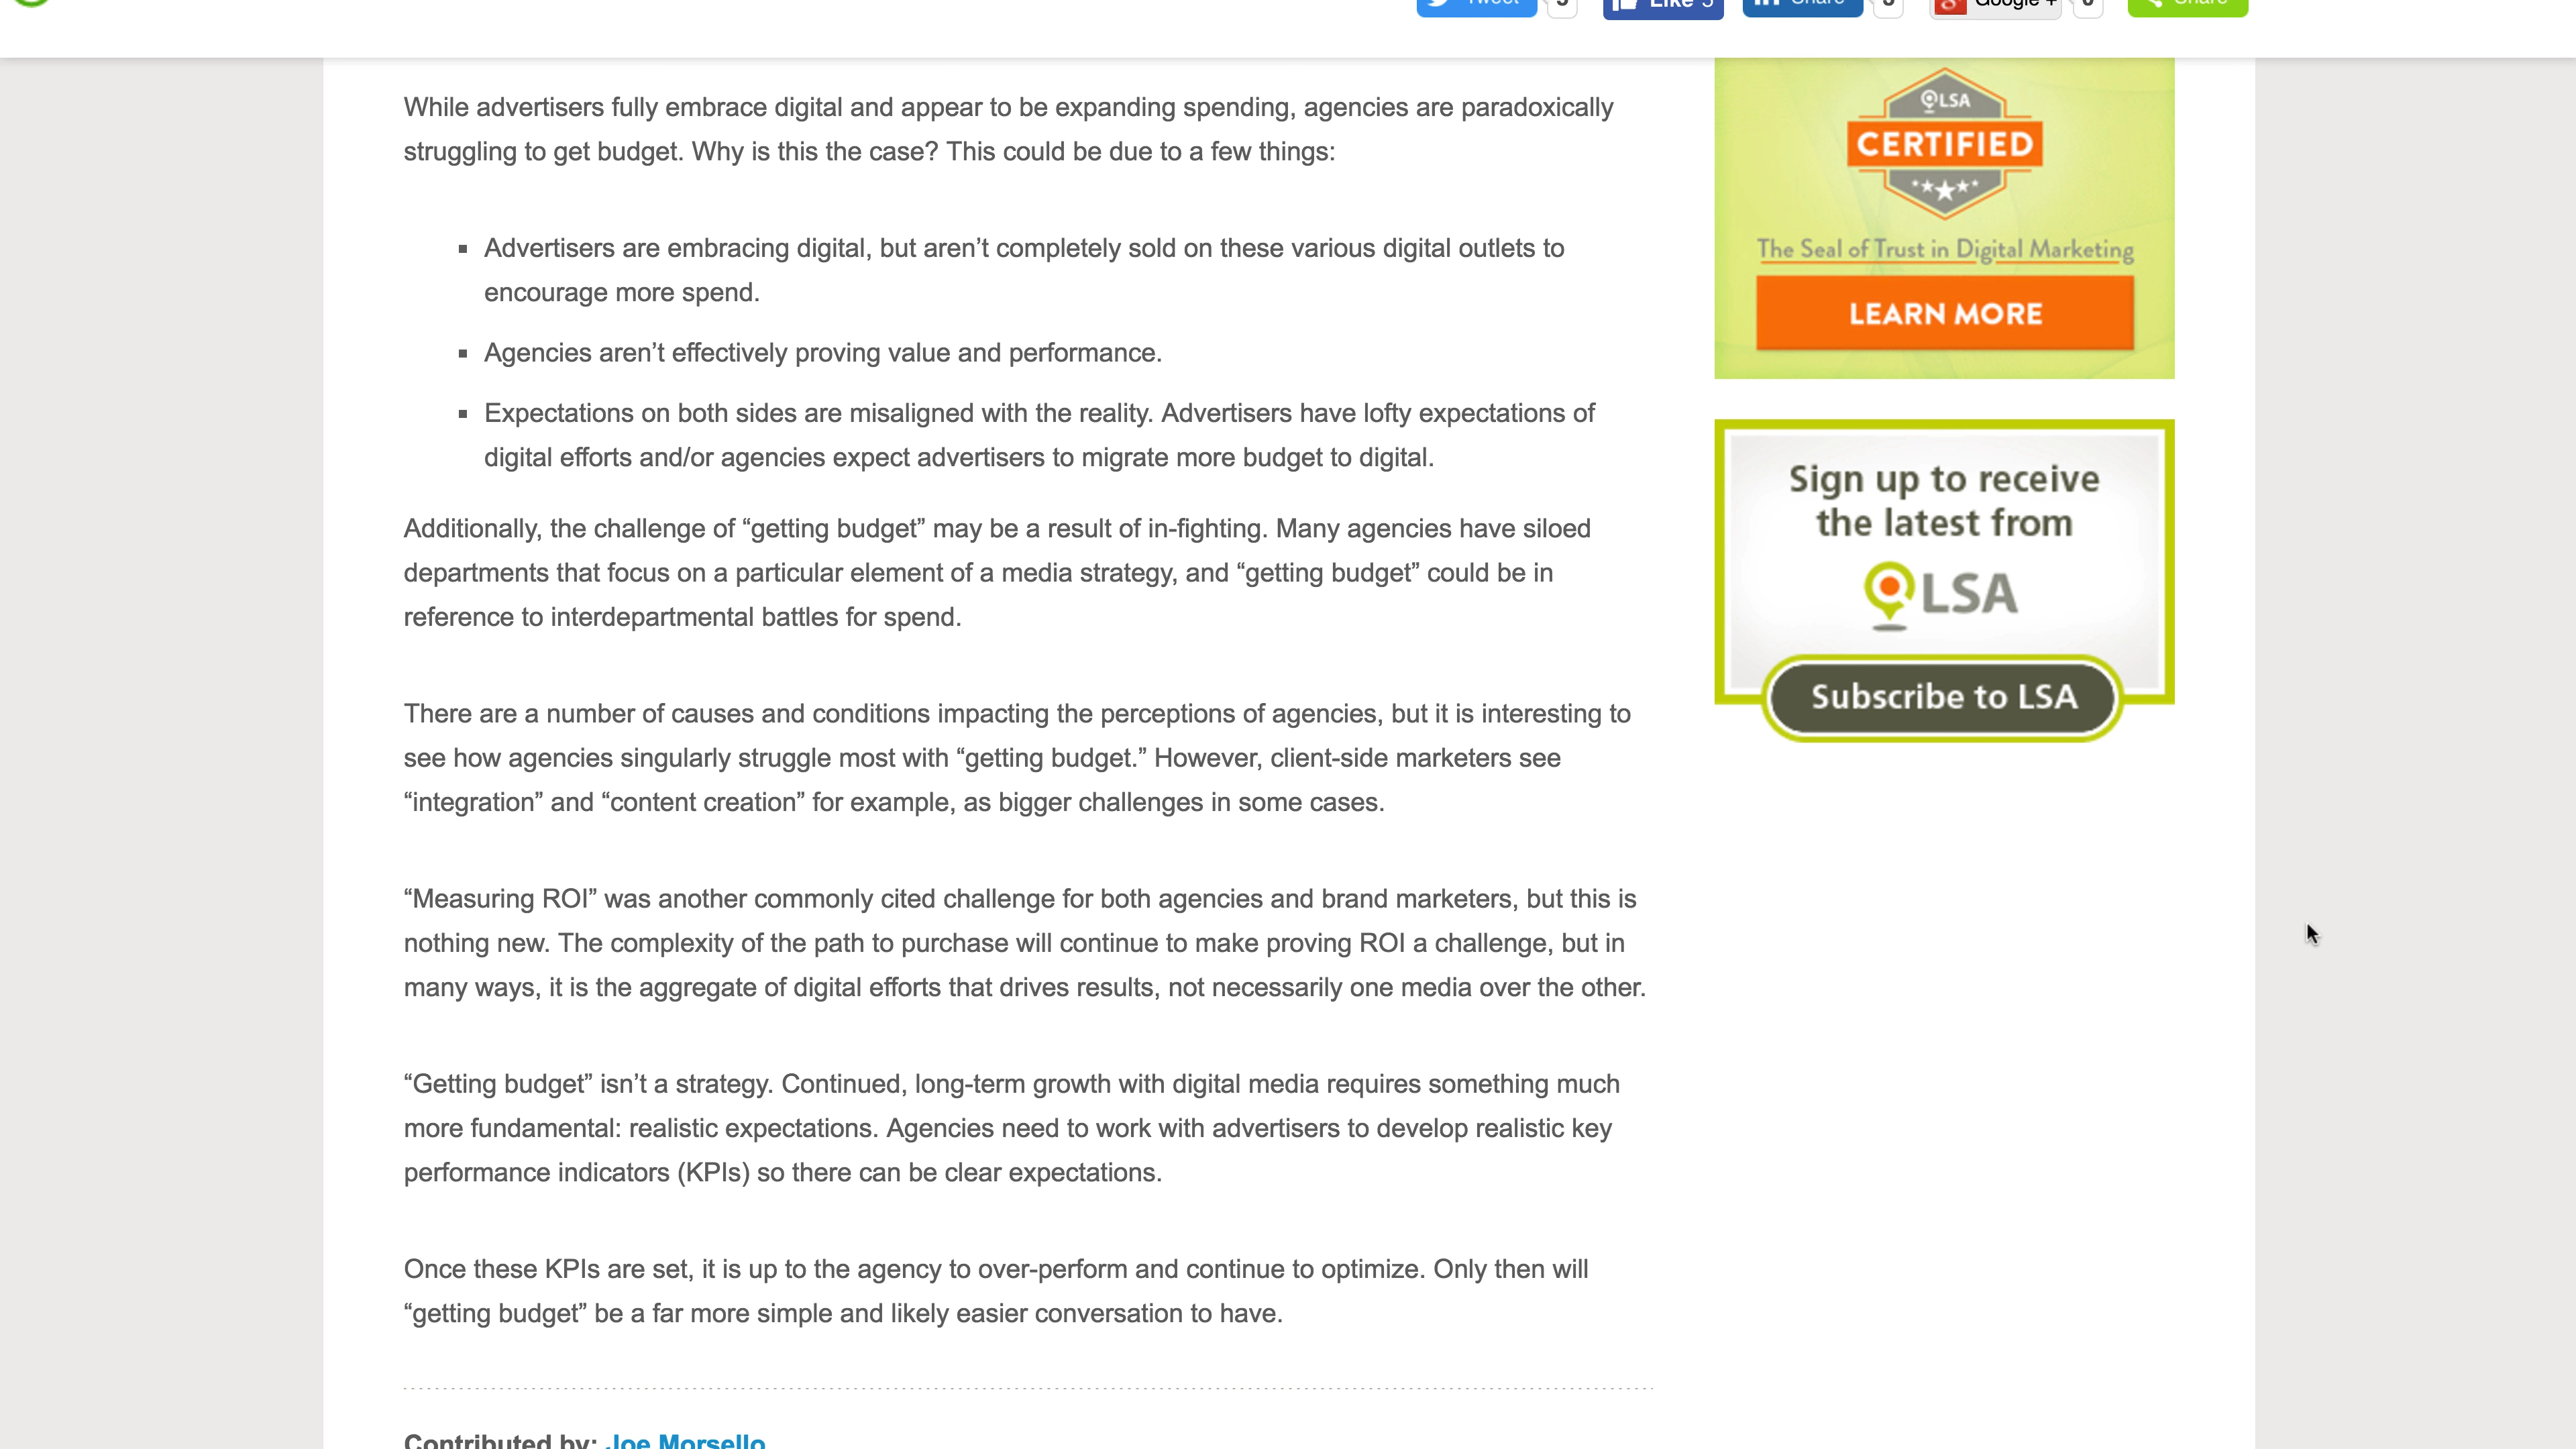 Tweet 5 Like 5 Share Google + Share
While advertisers fully embrace digital and appear to be expanding spending, agencies are paradoxically
struggling to get budget. Why is this the case? This could be due to a few things:
▪ Advertisers are embracing digital, but aren’t completely sold on these various digital outlets to
encourage more spend.
▪ Agencies aren’t effectively proving value and performance.
▪ Expectations on both sides are misaligned with the reality. Advertisers have lofty expectations of
digital efforts and/or agencies expect advertisers to migrate more budget to digital.
Additionally, the challenge of “getting budget” may be a result of in-fighting. Many agencies have siloed
departments that focus on a particular element of a media strategy, and “getting budget” could be in
reference to interdepartmental battles for spend.
There are a number of causes and conditions impacting the perceptions of agencies, but it is interesting to
see how agencies singularly struggle most with “getting budget.” However, client-side marketers see
“integration” and “content creation” for example, as bigger challenges in some cases.
“Measuring ROI” was another commonly cited challenge for both agencies and brand marketers, but this is
nothing new. The complexity of the path to purchase will continue to make proving ROI a challenge, but in
many ways, it is the aggregate of digital efforts that drives results, not necessarily one media over the other.
“Getting budget” isn’t a strategy. Continued, long-term growth with digital media requires something much
more fundamental: realistic expectations. Agencies need to work with advertisers to develop realistic key
performance indicators (KPIs) so there can be clear expectations.
Once these KPIs are set, it is up to the agency to over-perform and continue to optimize. Only then will
“getting budget” be a far more simple and likely easier conversation to have.
Contributed by: Joe Morsello
LSA
CERTIFIED
The Seal of Trust in Digital Marketing
LEARN MORE
Sign up to receive
the latest from
LSA
Subscribe to LSA